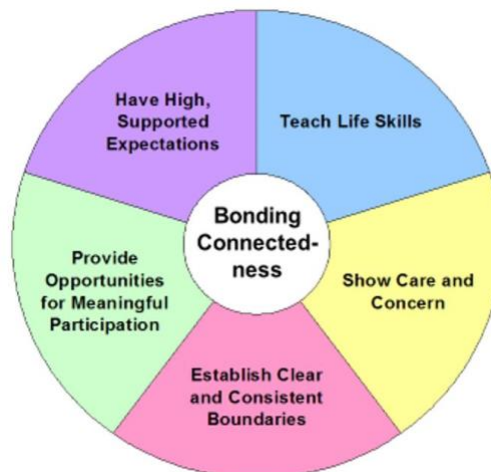 Have High,
Supported
Expectations
Teach Life Skills
Bonding
Connected-
ness
Provide
Opportunities
for Meaningful
Participation
Show Care and
Concern
Establish Clear
and Consistent
Boundaries